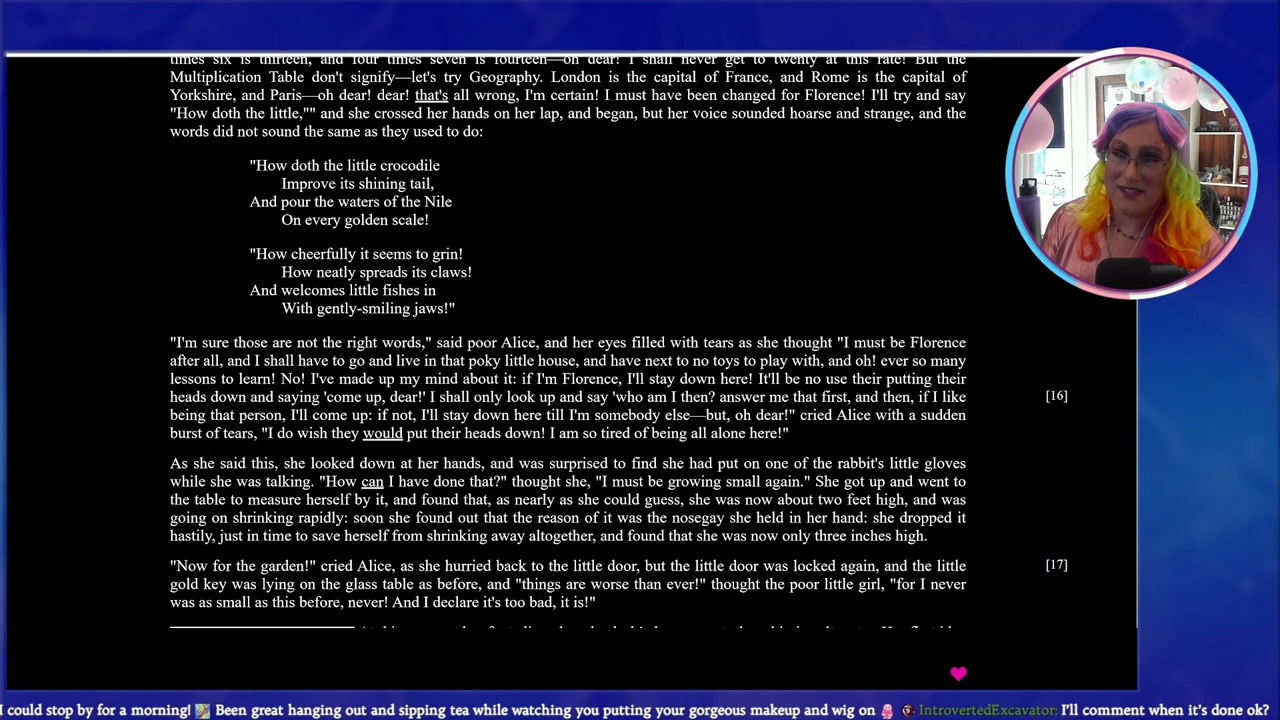 times six is thirteen, and four times seven is fourteen—oh dear! I shall never get to twenty at this rate! But the
Multiplication Table don't signify—let's try Geography. London is the capital of France, and Rome is the capital of
Yorkshire, and Paris—oh dear! dear! that's all wrong, I'm certain! I must have been changed for Florence! I'll try and say
"How doth the little,"" and she crossed her hands on her lap, and began, but her voice sounded hoarse and strange, and the
words did not sound the same as they used to do:
"How doth the little crocodile
Improve its shining tail,
And pour the waters of the Nile
On every golden scale!
"How cheerfully it seems to grin!
How neatly spreads its claws!
And welcomes little fishes in
With gently-smiling jaws!"
"I'm sure those are not the right words," said poor Alice, and her eyes filled with tears as she thought "I must be Florence
after all, and I shall have to go and live in that poky little house, and have next to no toys to play with, and oh! ever so many
lessons to learn! No! I've made up my mind about it: if I'm Florence, I'll stay down here! It'll be no use their putting their
heads down and saying 'come up, dear!' I shall only look up and say 'who am I then? answer me that first, and then, if I like
[16]
being that person, I'll come up: if not, I'll stay down here till I'm somebody else—but, oh dear!" cried Alice with a sudden
burst of tears, "I do wish they would put their heads down! I am so tired of being all alone here!"
As she said this, she looked down at her hands, and was surprised to find she had put on one of the rabbit's little gloves
while she was talking. "How can I have done that?" thought she, "I must be growing small again." She got up and went to
the table to measure herself by it, and found that, as nearly as she could guess, she was now about two feet high, and was
going on shrinking rapidly: soon she found out that the reason of it was the nosegay she held in her hand: she dropped it
hastily, just in time to save herself from shrinking away altogether, and found that she was now only three inches high.
"Now for the garden!" cried Alice, as she hurried back to the little door, but the little door was locked again, and the little
[17]
gold key was lying on the glass table as before, and "things are worse than ever!" thought the poor little girl, "for I never
was as small as this before, never! And I declare it's too bad, it is!"
I could stop by for a morning! Been great hanging out and sipping tea while watching you putting your gorgeous makeup and wig on IntrovertedExcavator: I'll comment when it's done ok?